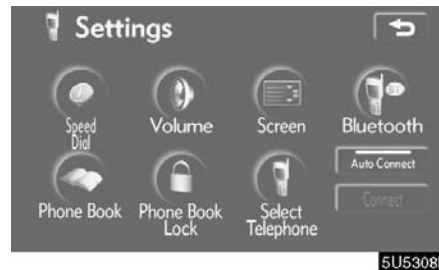 Settings
Speed
Dial
Volume
Screen
Bluetooth
Auto Connect
Connect
Phone Book
Phone Book
Lock
Select
Telephone
5U5308